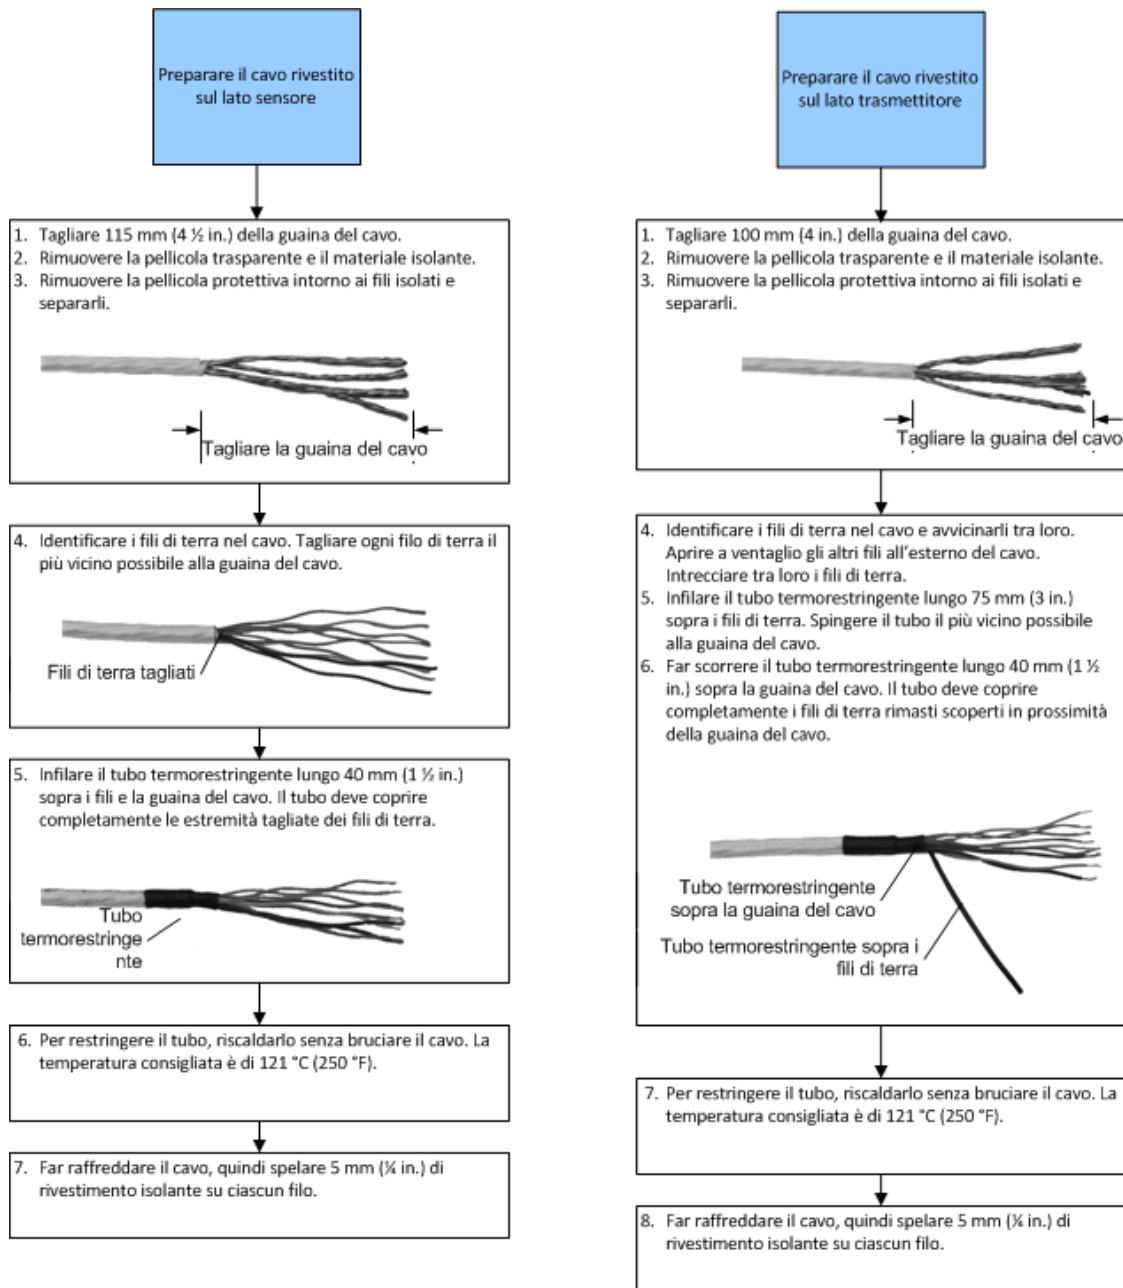 Preparare il cavo rivestito
sul lato sensore
1. Tagliare 115 mm (4 ½ in.) della guaina del cavo.
2. Rimuovere la pellicola trasparente e il materiale isolante.
3. Rimuovere la pellicola protettiva intorno ai fili isolati e
separarli.
Tagliare la guaina del cavo
4. Identificare i fili di terra nel cavo. Tagliare ogni filo di terra il
più vicino possibile alla guaina del cavo.
Fili di terra tagliati
5. Infilare il tubo termorestringente lungo 40 mm (1 ½ in.)
sopra i fili e la guaina del cavo. Il tubo deve coprire
completamente le estremità tagliate dei fili di terra.
Tubo
termorestringe
nte
6. Per restringere il tubo, riscaldarlo senza bruciare il cavo. La
temperatura consigliata è di 121 °C (250 °F).
7. Far raffreddare il cavo, quindi spelare 5 mm (¼ in.) di
rivestimento isolante su ciascun filo.
Preparare il cavo rivestito
sul lato trasmettitore
1. Tagliare 100 mm (4 in.) della guaina del cavo.
2. Rimuovere la pellicola trasparente e il materiale isolante.
3. Rimuovere la pellicola protettiva intorno ai fili isolati e
separarli.
Tagliare la guaina del cavo
4. Identificare i fili di terra nel cavo e avvicinarli tra loro.
Aprire a ventaglio gli altri fili all'esterno del cavo.
Intrecciare tra loro i fili di terra.
5. Infilare il tubo termorestringente lungo 75 mm (3 in.)
sopra i fili di terra. Spingere il tubo il più vicino possibile
alla guaina del cavo.
6. Far scorrere il tubo termorestringente lungo 40 mm (1 ½
in.) sopra la guaina del cavo. Il tubo deve coprire
completamente i fili di terra rimasti scoperti in prossimità
della guaina del cavo.
Tubo termorestringente
sopra la guaina del cavo
Tubo termorestringente sopra i
fili di terra
7. Per restringere il tubo, riscaldarlo senza bruciare il cavo. La
temperatura consigliata è di 121 °C (250 °F).
8. Far raffreddare il cavo, quindi spelare 5 mm (¼ in.) di
rivestimento isolante su ciascun filo.